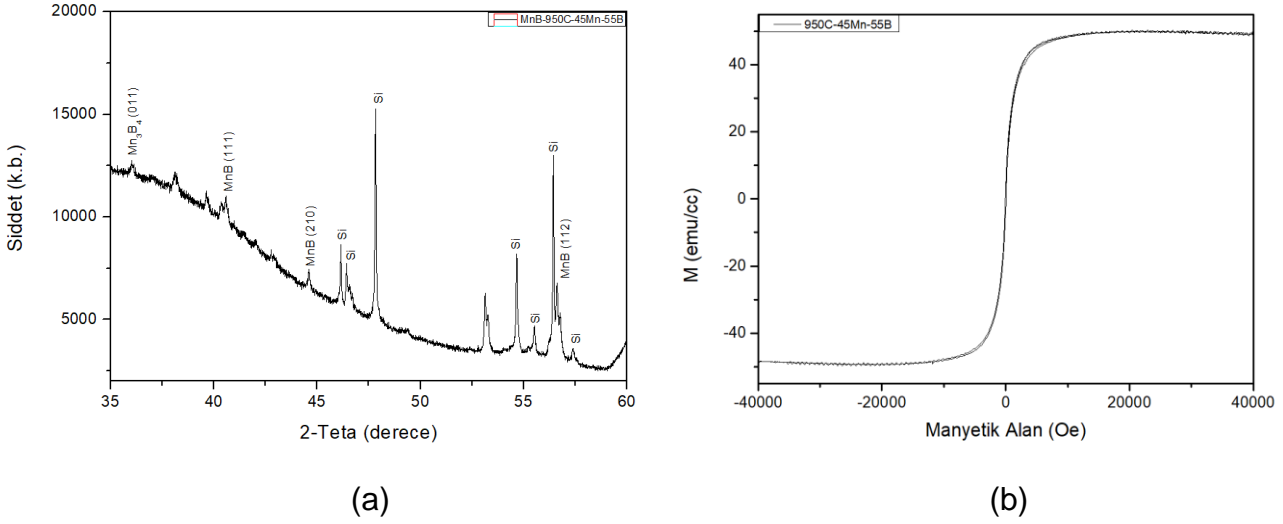 MnB-950C-45Mn-55B
20000
15000
10000
5000
Siddet (k.b.)
Mn3B4 (011)
MnB (111)
MnB (210)
Si
Si
Si
Si
Si
Si
MnB (112)
Si
35 40 45 50 55 60
2-Teta (derece)
(a)
950C-45Mn-55B
40
20
0
-20
-40
M (emu/cc)
-40000 -20000 0 20000 40000
Manyetik Alan (Oe)
(b)